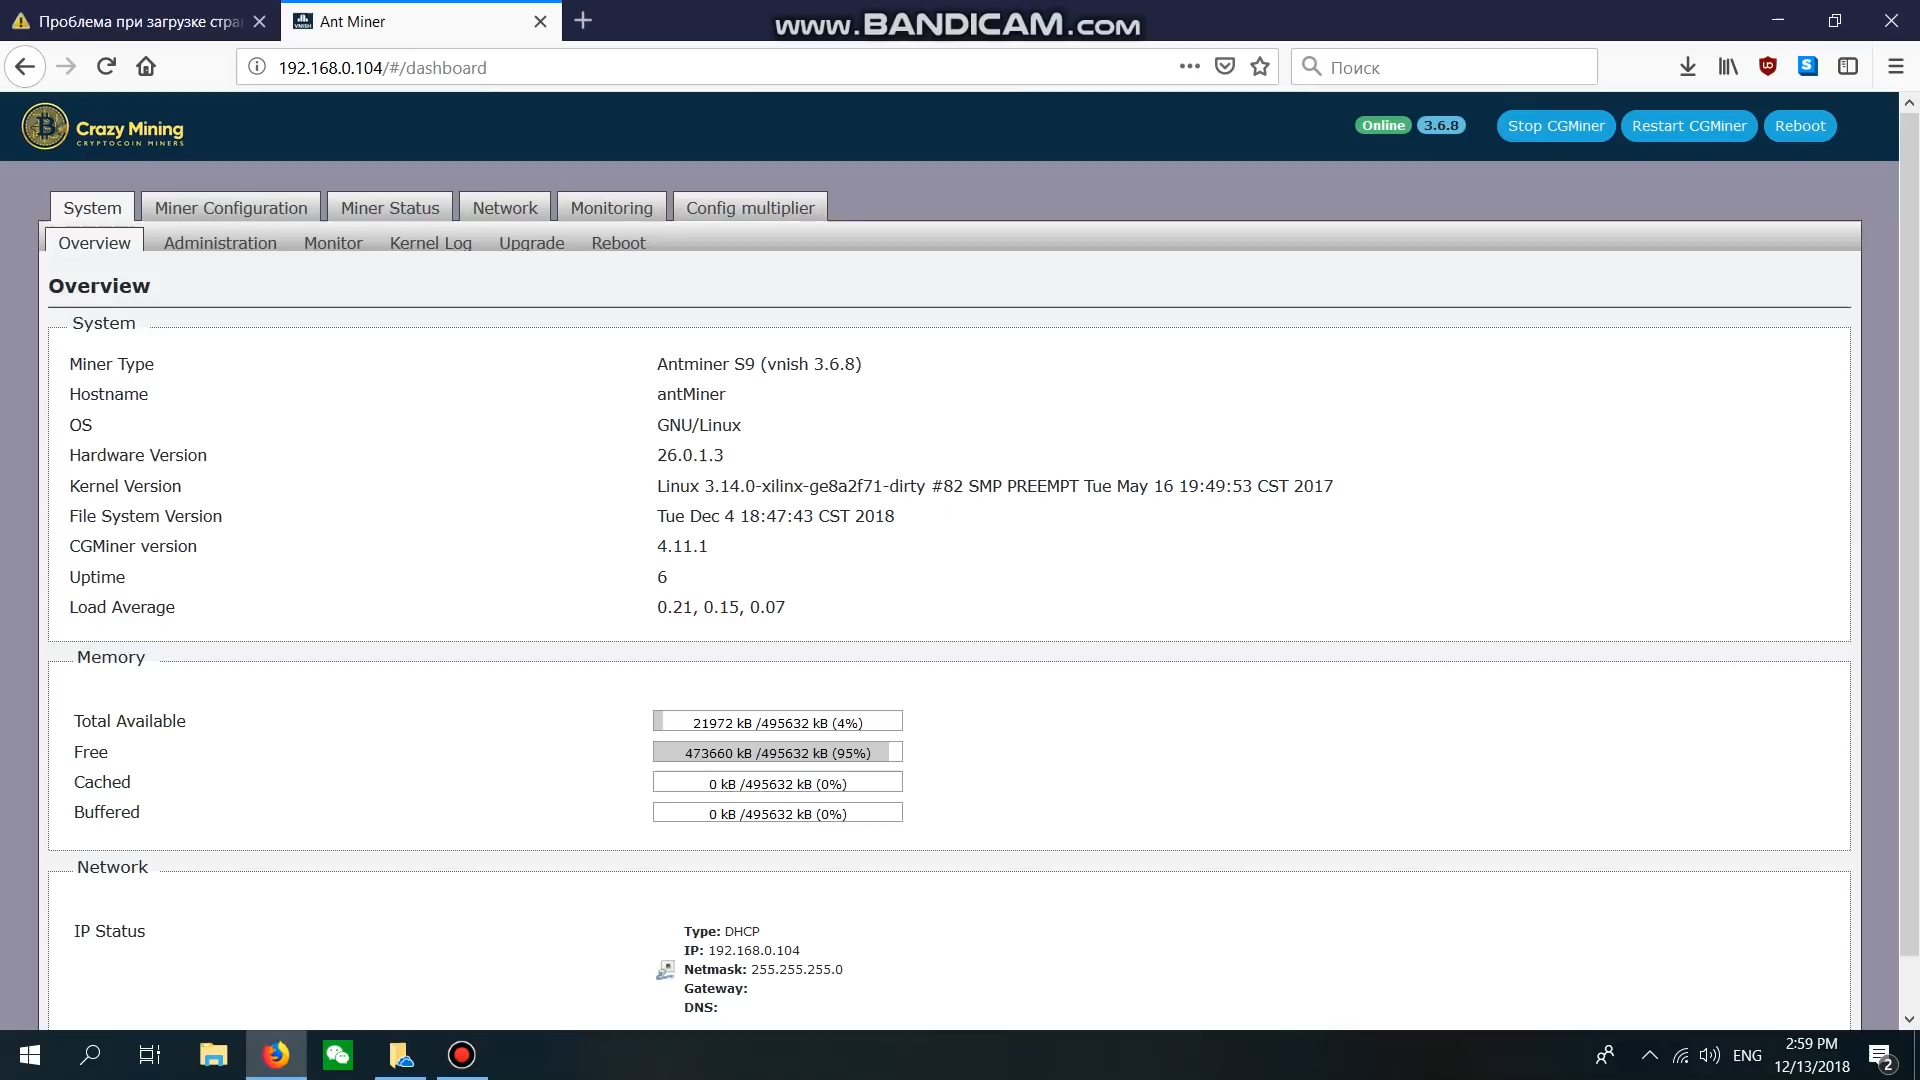 Проблема при загрузке стра
Ant Miner
www.BANDICAM.com
192.168.0.104/#/dashboard
Поиск
Crazy Mining
CRYPTOCOIN MINERS
Online 3.6.8 Stop CGMiner Restart CGMiner Reboot
System Miner Configuration Miner Status Network Monitoring Config multiplier
Overview Administration Monitor Kernel Log Upgrade Reboot
Overview
System
Miner Type Antminer S9 (vnish 3.6.8)
Hostname antMiner
OS GNU/Linux
Hardware Version 26.0.1.3
Kernel Version Linux 3.14.0-xilinx-ge8a2f71-dirty #82 SMP PREEMPT Tue May 16 19:49:53 CST 2017
File System Version Tue Dec 4 18:47:43 CST 2018
CGMiner version 4.11.1
Uptime 6
Load Average 0.21, 0.15, 0.07
Memory
Total Available 21972 kB /495632 kB (4%)
Free 473660 kB /495632 kB (95%)
Cached 0 kB /495632 kB (0%)
Buffered 0 kB /495632 kB (0%)
Network
IP Status
Type: DHCP
IP: 192.168.0.104
Netmask: 255.255.255.0
Gateway:
DNS:
ENG
2:59 PM
12/13/2018
2